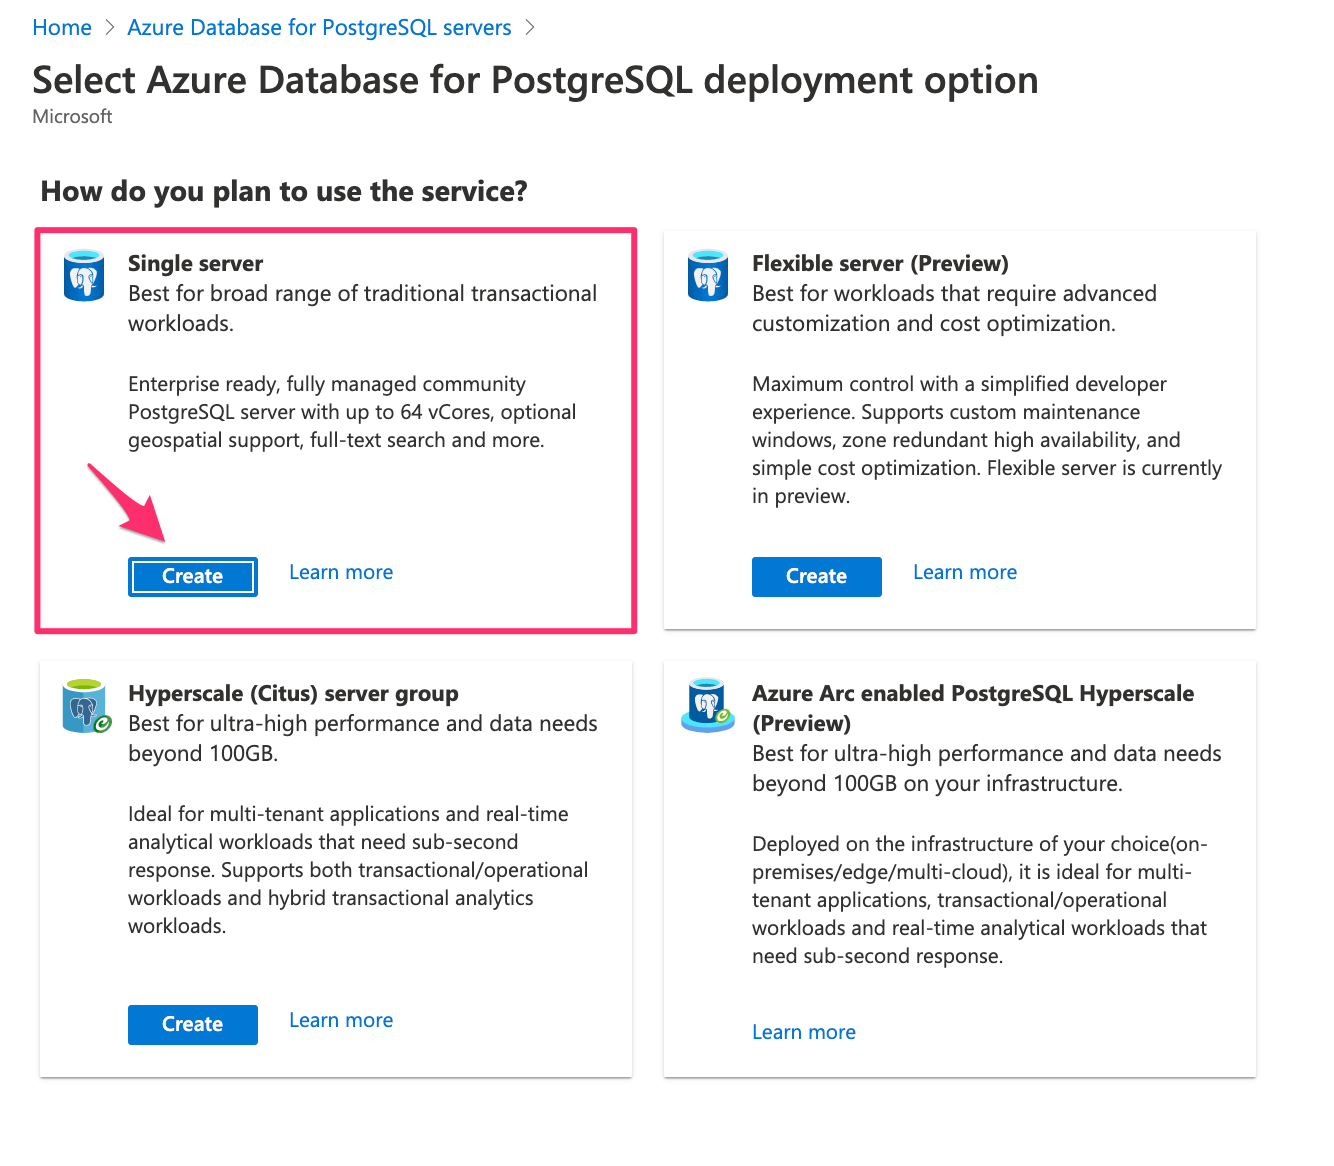 Home > Azure Database for PostgreSQL servers >
Select Azure Database for PostgreSQL deployment option
Microsoft
How do you plan to use the service?
Single server
Best for broad range of traditional transactional
workloads.
Enterprise ready, fully managed community
PostgreSQL server with up to 64 vCores, optional
geospatial support, full-text search and more.
Create
Learn more
Flexible server (Preview)
Best for workloads that require advanced
customization and cost optimization.
Maximum control with a simplified developer
experience. Supports custom maintenance
windows, zone redundant high availability, and
simple cost optimization. Flexible server is currently
in preview.
Create
Learn more
Hyperscale (Citus) server group
Best for ultra-high performance and data needs
beyond 100GB.
Ideal for multi-tenant applications and real-time
analytical workloads that need sub-second
response. Supports both transactional/operational
workloads and hybrid transactional analytics
workloads.
Create
Learn more
Azure Arc enabled PostgreSQL Hyperscale
(Preview)
Best for ultra-high performance and data needs
beyond 100GB on your infrastructure.
Deployed on the infrastructure of your choice(on-
premises/edge/multi-cloud), it is ideal for multi-
tenant applications, transactional/operational
workloads and real-time analytical workloads that
need sub-second response.
Learn more